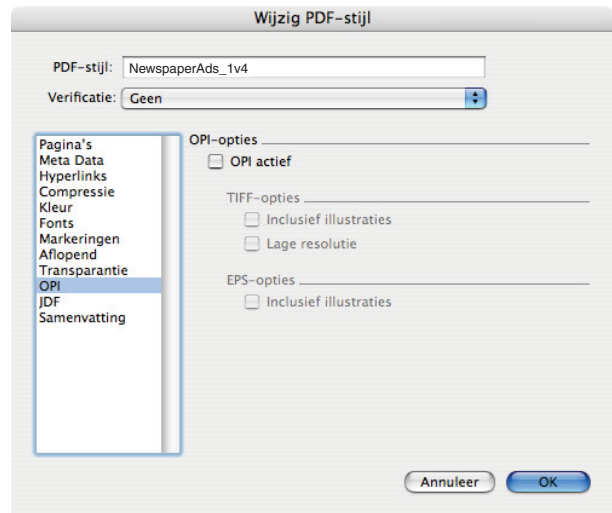 Wijzig PDF-stijl
PDF-stijl: NewspaperAds_1v4
Verificatie: Geen
Pagina's
Meta Data
Hyperlinks
Compressie
Kleur
Fonts
Markeringen
Aflopend
Transparantie
OPI
JDF
Samenvatting
OPI-opties
OPI actief
TIFF-opties
Inclusief illustraties
Lage resolutie
EPS-opties
Inclusief illustraties
Annuleer
OK